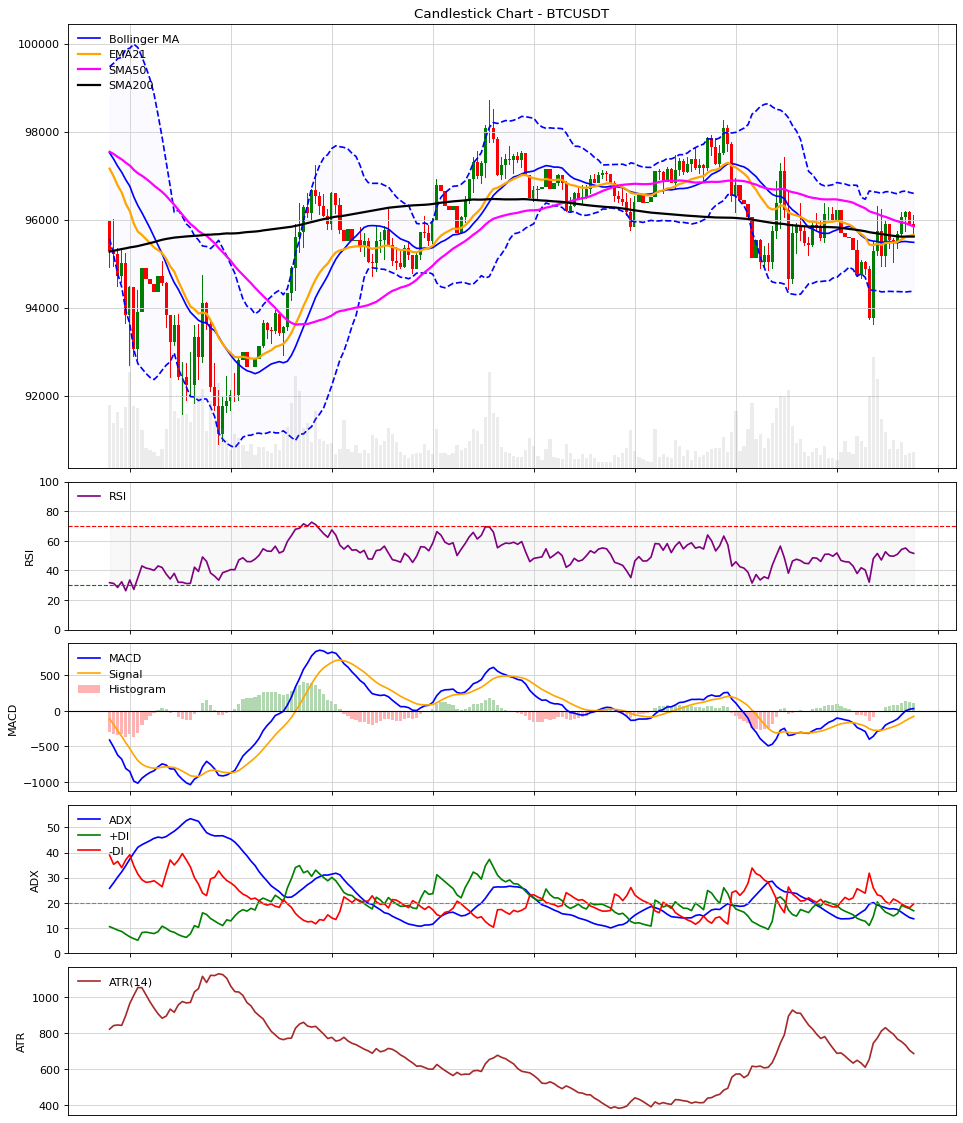 Candlestick Chart - BTCUSDT
100000
98000
96000
94000
92000
Bollinger MA
EMA21
SMA50
SMA200
100
80
60
40
20
0
RSI
RSI
500
0
−500
−1000
MACD
MACD
Signal
Histogram
50
40
30
20
10
0
ADX
ADX
+DI
-DI
1000
800
600
400
ATR
ATR(14)